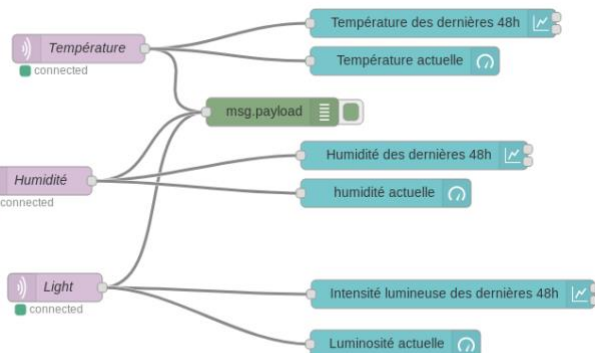 Température des dernières 48h
Température
connected
Température actuelle
msg.payload
Humidité des dernières 48h
Humidité
connected
humidité actuelle
Light
connected
Intensité lumineuse des dernières 48h
Luminosité actuelle